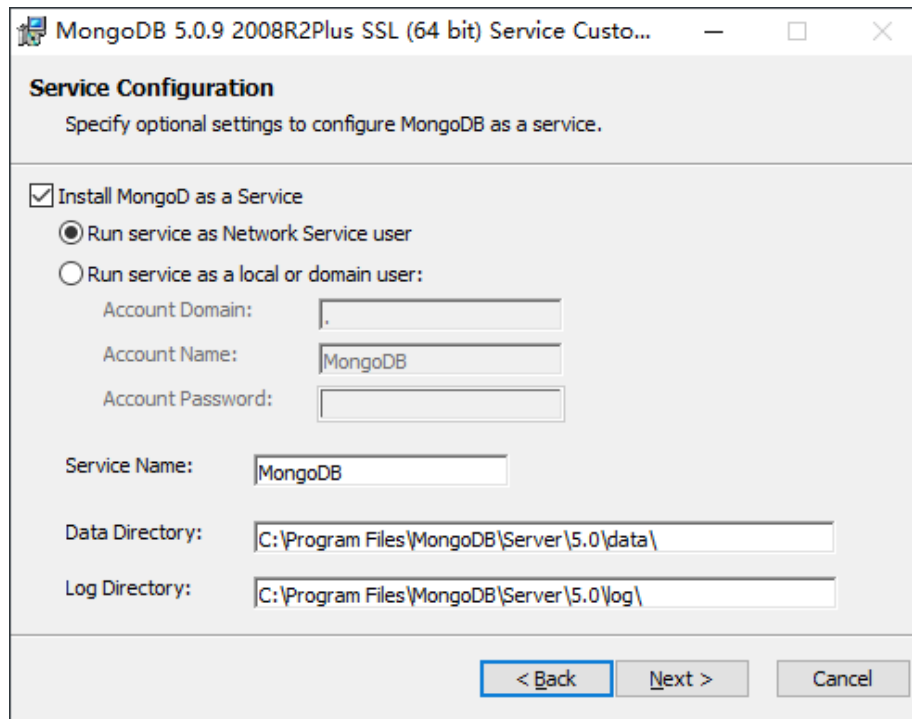 MongoDB 5.0.9 2008R2Plus SSL (64 bit) Service Custo...
Service Configuration
Specify optional settings to configure MongoDB as a service.
Install MongoD as a Service
Run service as Network Service user
Run service as a local or domain user:
Account Domain: .
Account Name: MongoDB
Account Password:
Service Name: MongoDB
Data Directory: C:\Program Files\MongoDB\Server\5.0\data\
Log Directory: C:\Program Files\MongoDB\Server\5.0\log\
< Back Next > Cancel